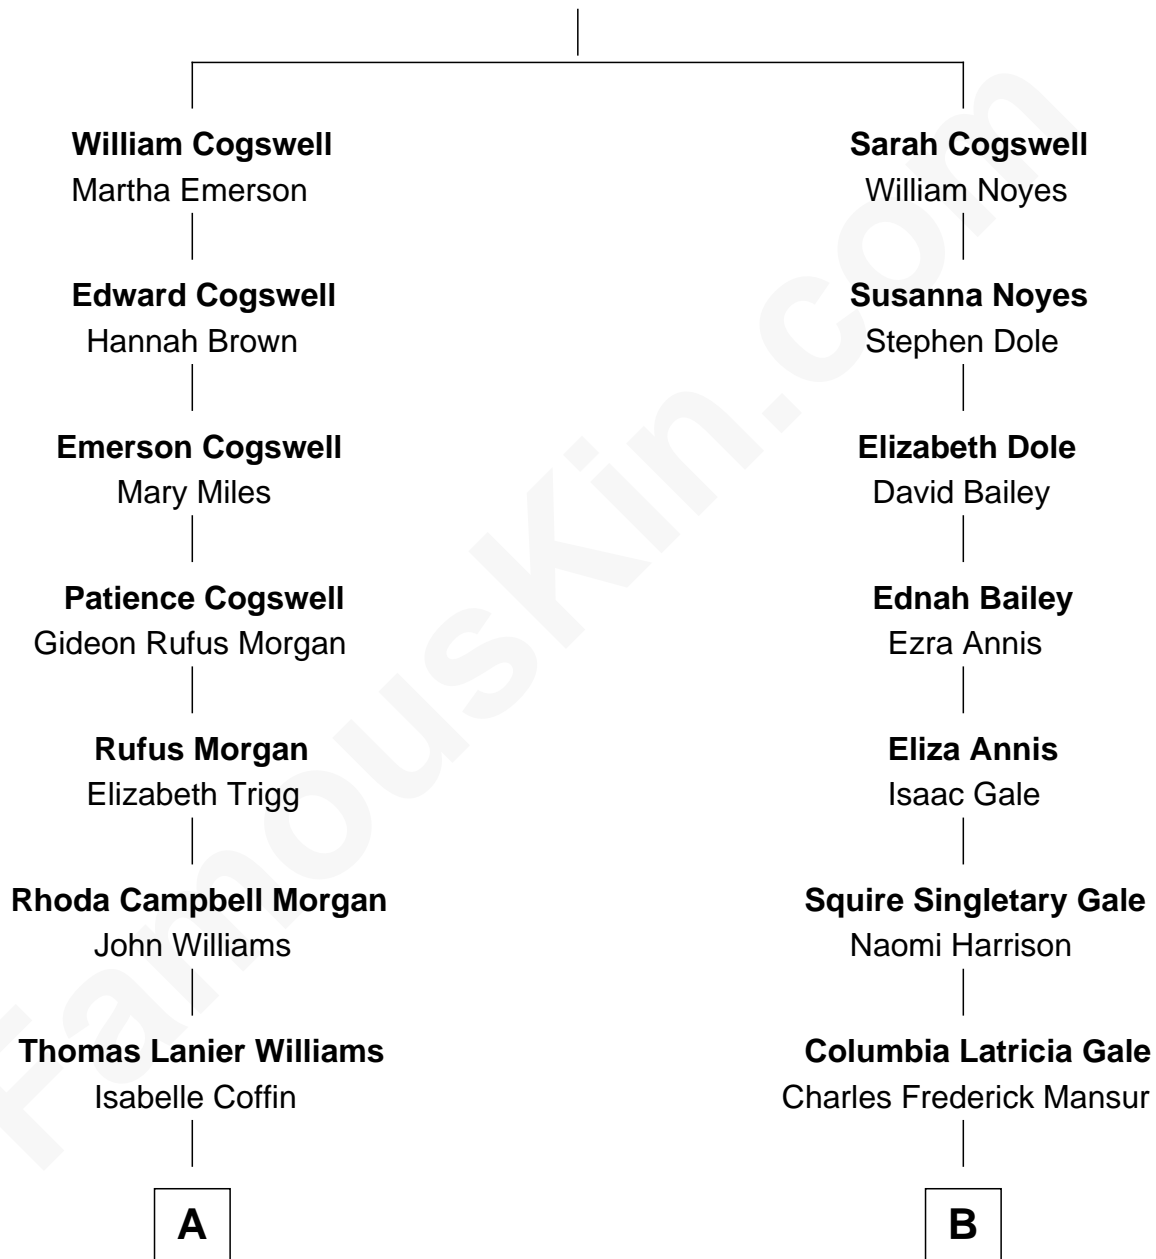 William Cogswell
Martha Emerson
Edward Cogswell
Hannah Brown
Emerson Cogswell
Mary Miles
Patience Cogswell
Gideon Rufus Morgan
Rufus Morgan
Elizabeth Trigg
Rhoda Campbell Morgan
John Williams
Thomas Lanier Williams
Isabelle Coffin
A
Sarah Cogswell
William Noyes
Susanna Noyes
Stephen Dole
Elizabeth Dole
David Bailey
Ednah Bailey
Ezra Annis
Eliza Annis
Isaac Gale
Squire Singletary Gale
Naomi Harrison
Columbia Latricia Gale
Charles Frederick Mansur
B
FamousKin.com